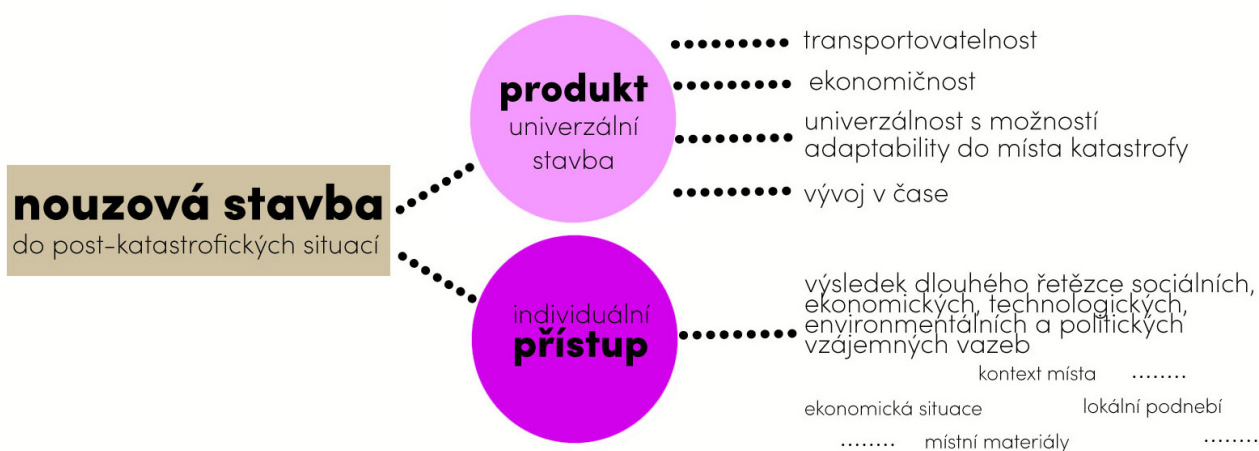 nouzová stavba
do post-katastrofických situací
produkt
univerzální
stavba
transportovatelnost
ekonomičnost
univerzálnost s možností
adaptability do místa katastrofy
vývoj v čase
individuální
přístup
výsledek dlouhého řetězce sociálních,
ekonomických, technologických,
environmentálních a politických
vzájemných vazeb
kontext místa ........
ekonomická situace lokální podnebí
........ místní materiály ........